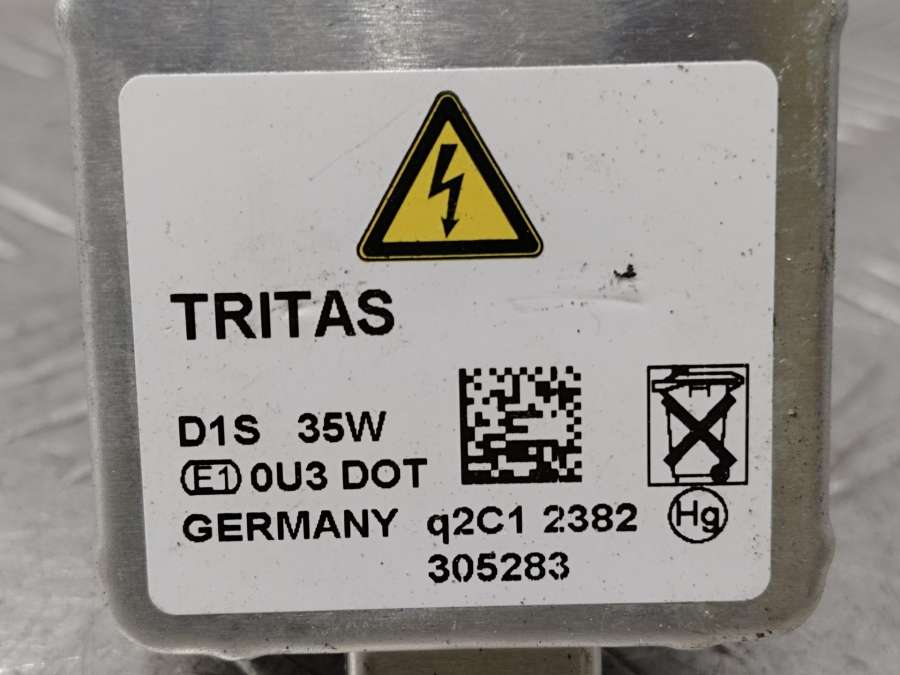 TRITAS
D1S 35W
E1 0U3 DOT
GERMANY q2C1 2382
Hg
305283